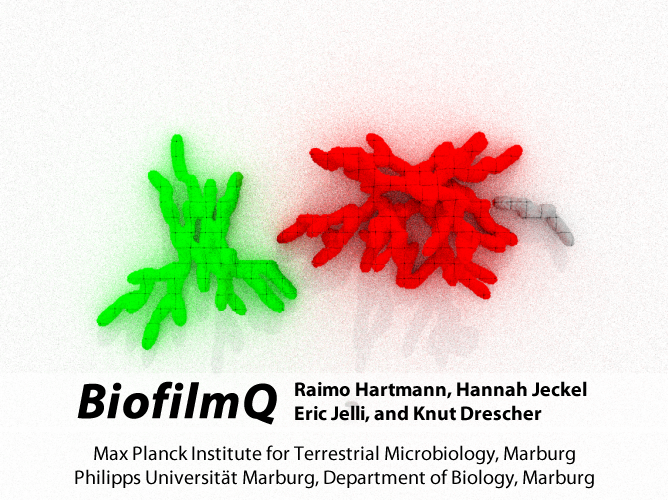 BiofilmQ
Raimo Hartmann, Hannah Jeckel
Eric Jelli, and Knut Drescher
Max Planck Institute for Terrestrial Microbiology, Marburg
Philipps Universität Marburg, Department of Biology, Marburg